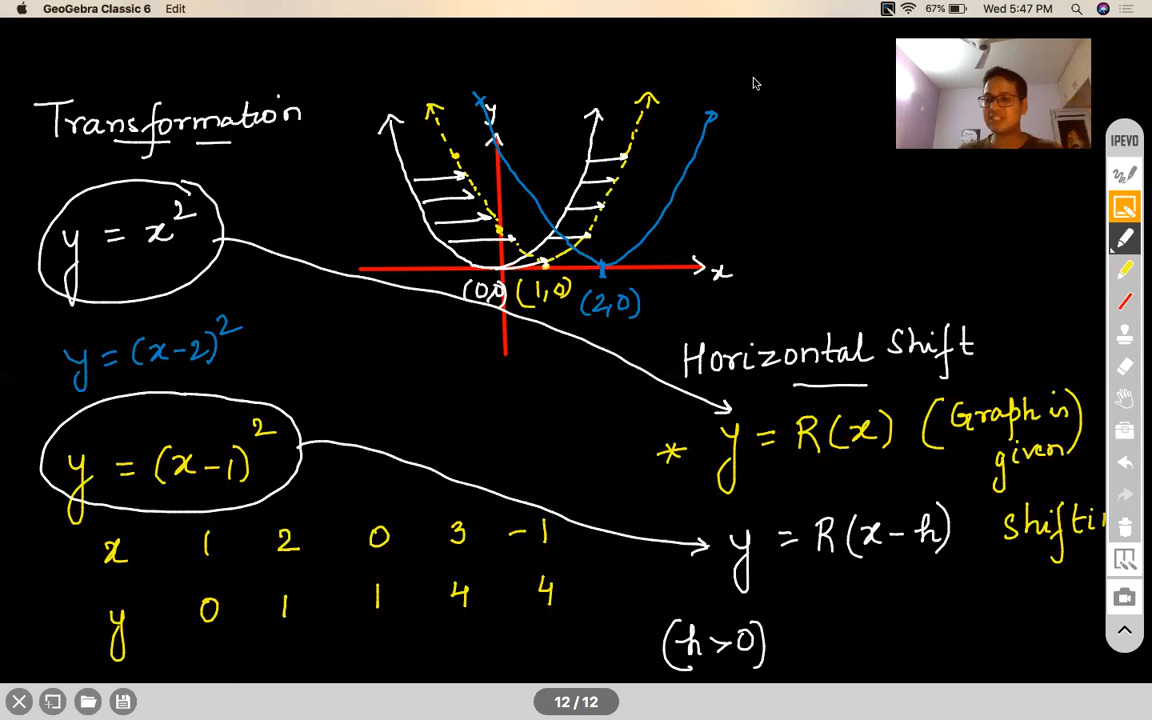 GeoGebra Classic 6 Edit 67% Wed 5:47 PM
Transformation
y
x
(0,0) (1,0) (2,0)
y = x²
y = (x-2)²
y = (x-1)²
x 1 2 0 3 -1
y 0 1 1 4 4
Horizontal Shift
* y = R(x) (Graph is
given)
y = R(x-h) Shifti
(h>0)
IPEVO
12/12